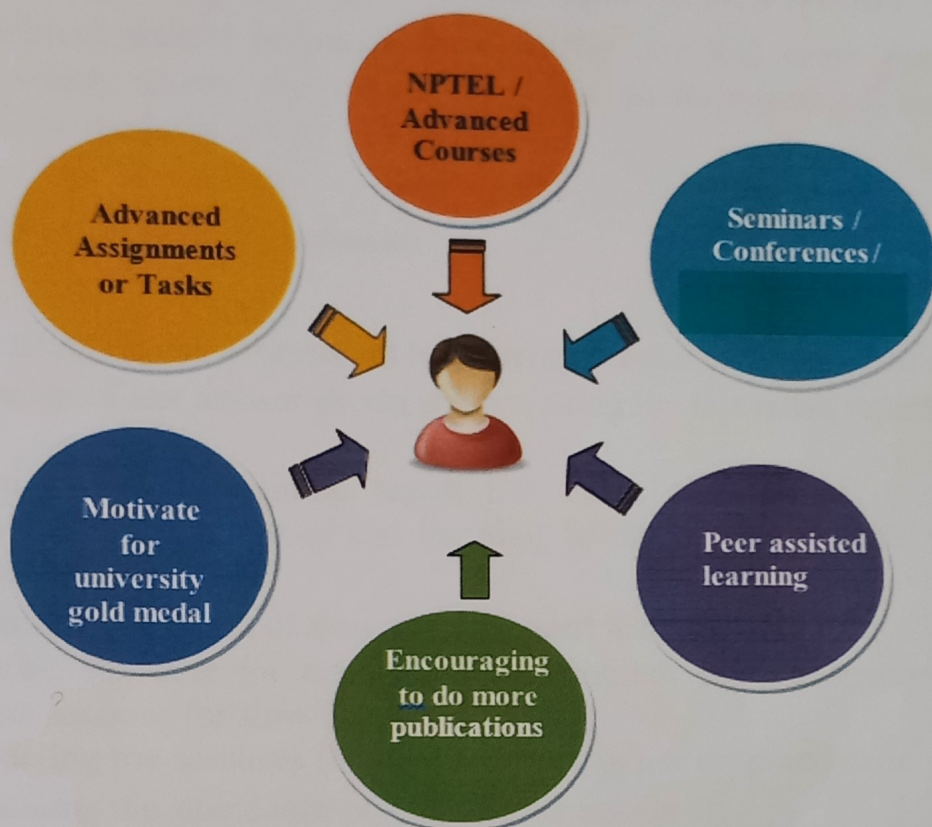 NPTEL /
Advanced
Courses
Advanced
Assignments
or Tasks
Seminars /
Conferences /
Motivate
for
university
gold medal
Peer assisted
learning
Encouraging
to do more
publications